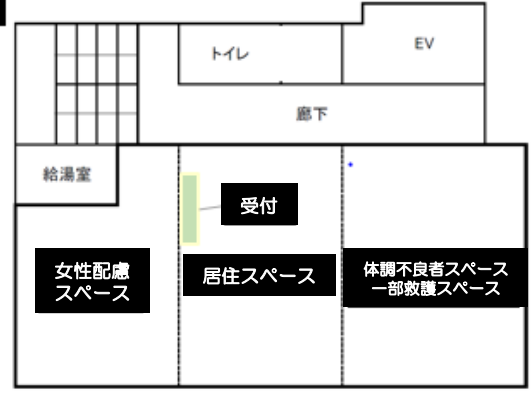 トイレ
EV
廊下
給湯室
受付
女性配慮
スペース
居住スペース
体調不良者スペース
一部救護スペース